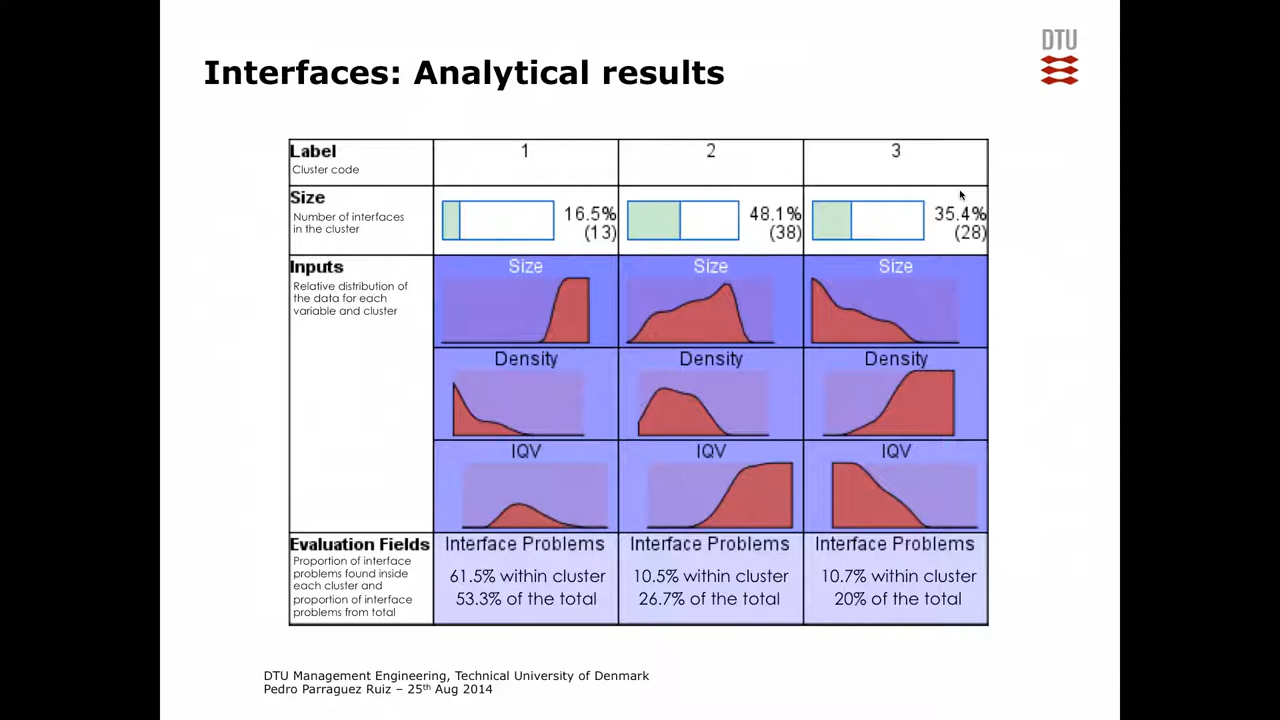 Interfaces: Analytical results
DTU
Label
Cluster code
1
2
3
Size
Number of interfaces
in the cluster
16.5%
(13)
48.1%
(38)
35.4%
(28)
Inputs
Relative distribution of
the data for each
variable and cluster
Size
Size
Size
Density
Density
Density
IQV
IQV
IQV
Evaluation Fields
Proportion of interface
problems found inside
each cluster and
proportion of interface
problems from total
Interface Problems
61.5% within cluster
53.3% of the total
Interface Problems
10.5% within cluster
26.7% of the total
Interface Problems
10.7% within cluster
20% of the total
DTU Management Engineering, Technical University of Denmark
Pedro Parraguez Ruiz – 25th Aug 2014